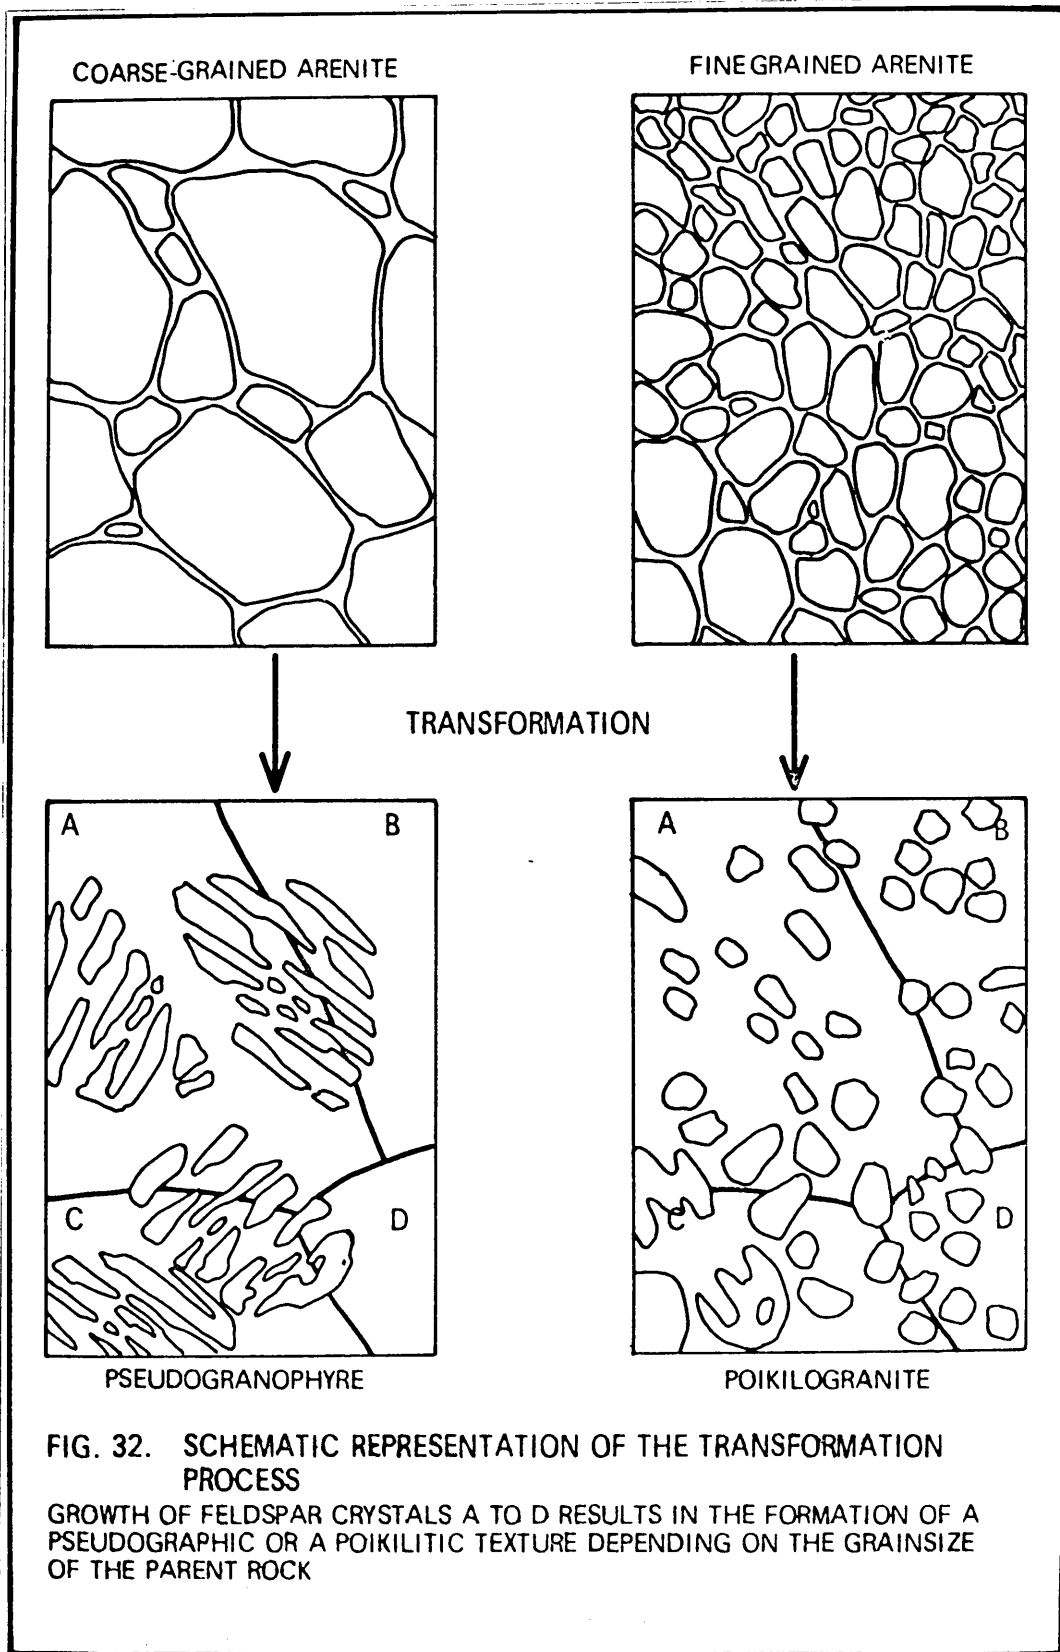 COARSE-GRAINED ARENITE
FINEGRAINED ARENITE
TRANSFORMATION
A
B
C
D
A
B
C
D
PSEUDOGRANOPHYRE
POIKILOGRANITE
FIG. 32. SCHEMATIC REPRESENTATION OF THE TRANSFORMATION
PROCESS
GROWTH OF FELDSPAR CRYSTALS A TO D RESULTS IN THE FORMATION OF A
PSEUDOGRAPHIC OR A POIKILITIC TEXTURE DEPENDING ON THE GRAINSIZE
OF THE PARENT ROCK